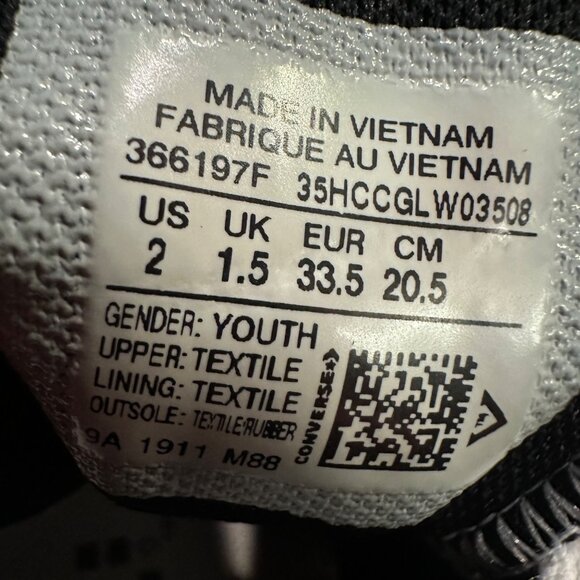 MADE IN VIETNAM
FABRIQUE AU VIETNAM
366197F 35HCCGLW03508
US UK EUR CM
2 1.5 33.5 20.5
GENDER: YOUTH
UPPER: TEXTILE
LINING: TEXTILE
OUTSOLE: TEXTILE/RUBBER
9A 1911 M88
CONVERSE